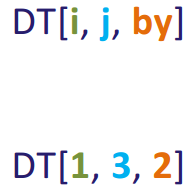 DT[i, j, by]
DT[1, 3, 2]